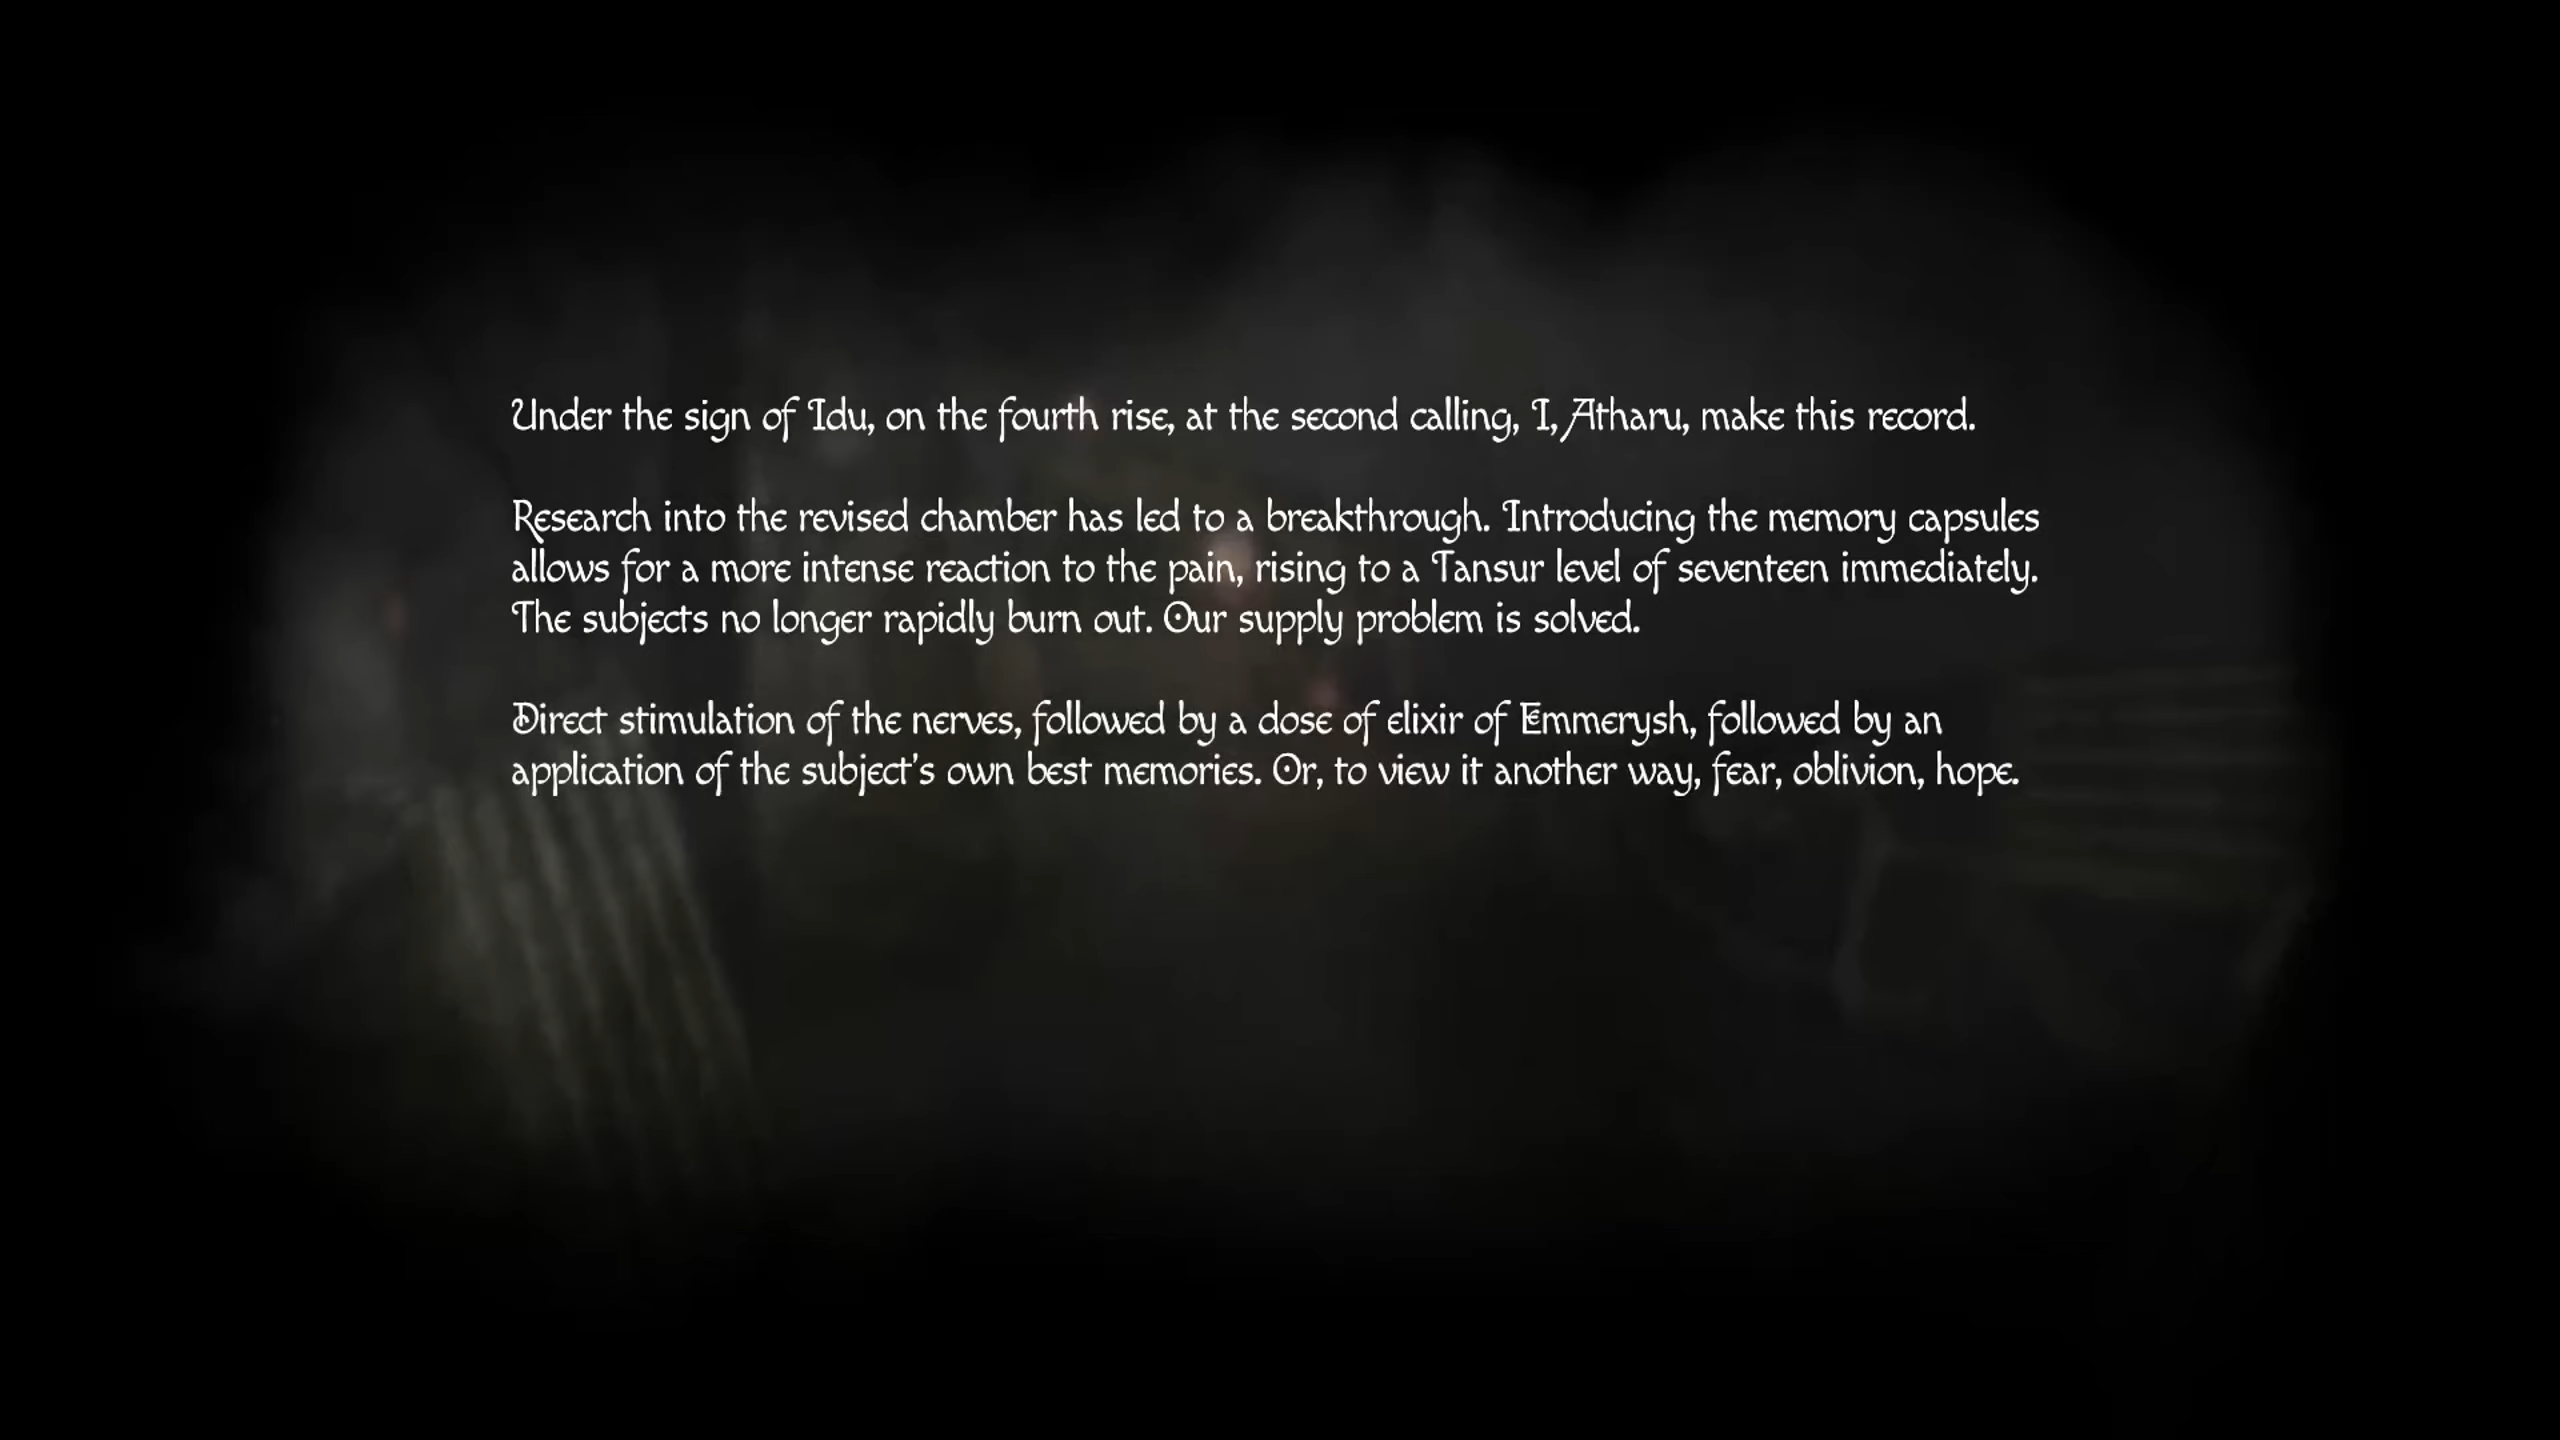 Under the sign of Idu, on the fourth rise, at the second calling, I, Atharu, make this record.
Research into the revised chamber has led to a breakthrough. Introducing the memory capsules
allows for a more intense reaction to the pain, rising to a Tansur level of seventeen immediately.
The subjects no longer rapidly burn out. Our supply problem is solved.
Direct stimulation of the nerves, followed by a dose of elixir of Emmerysh, followed by an
application of the subject's own best memories. Or, to view it another way, fear, oblivion, hope.